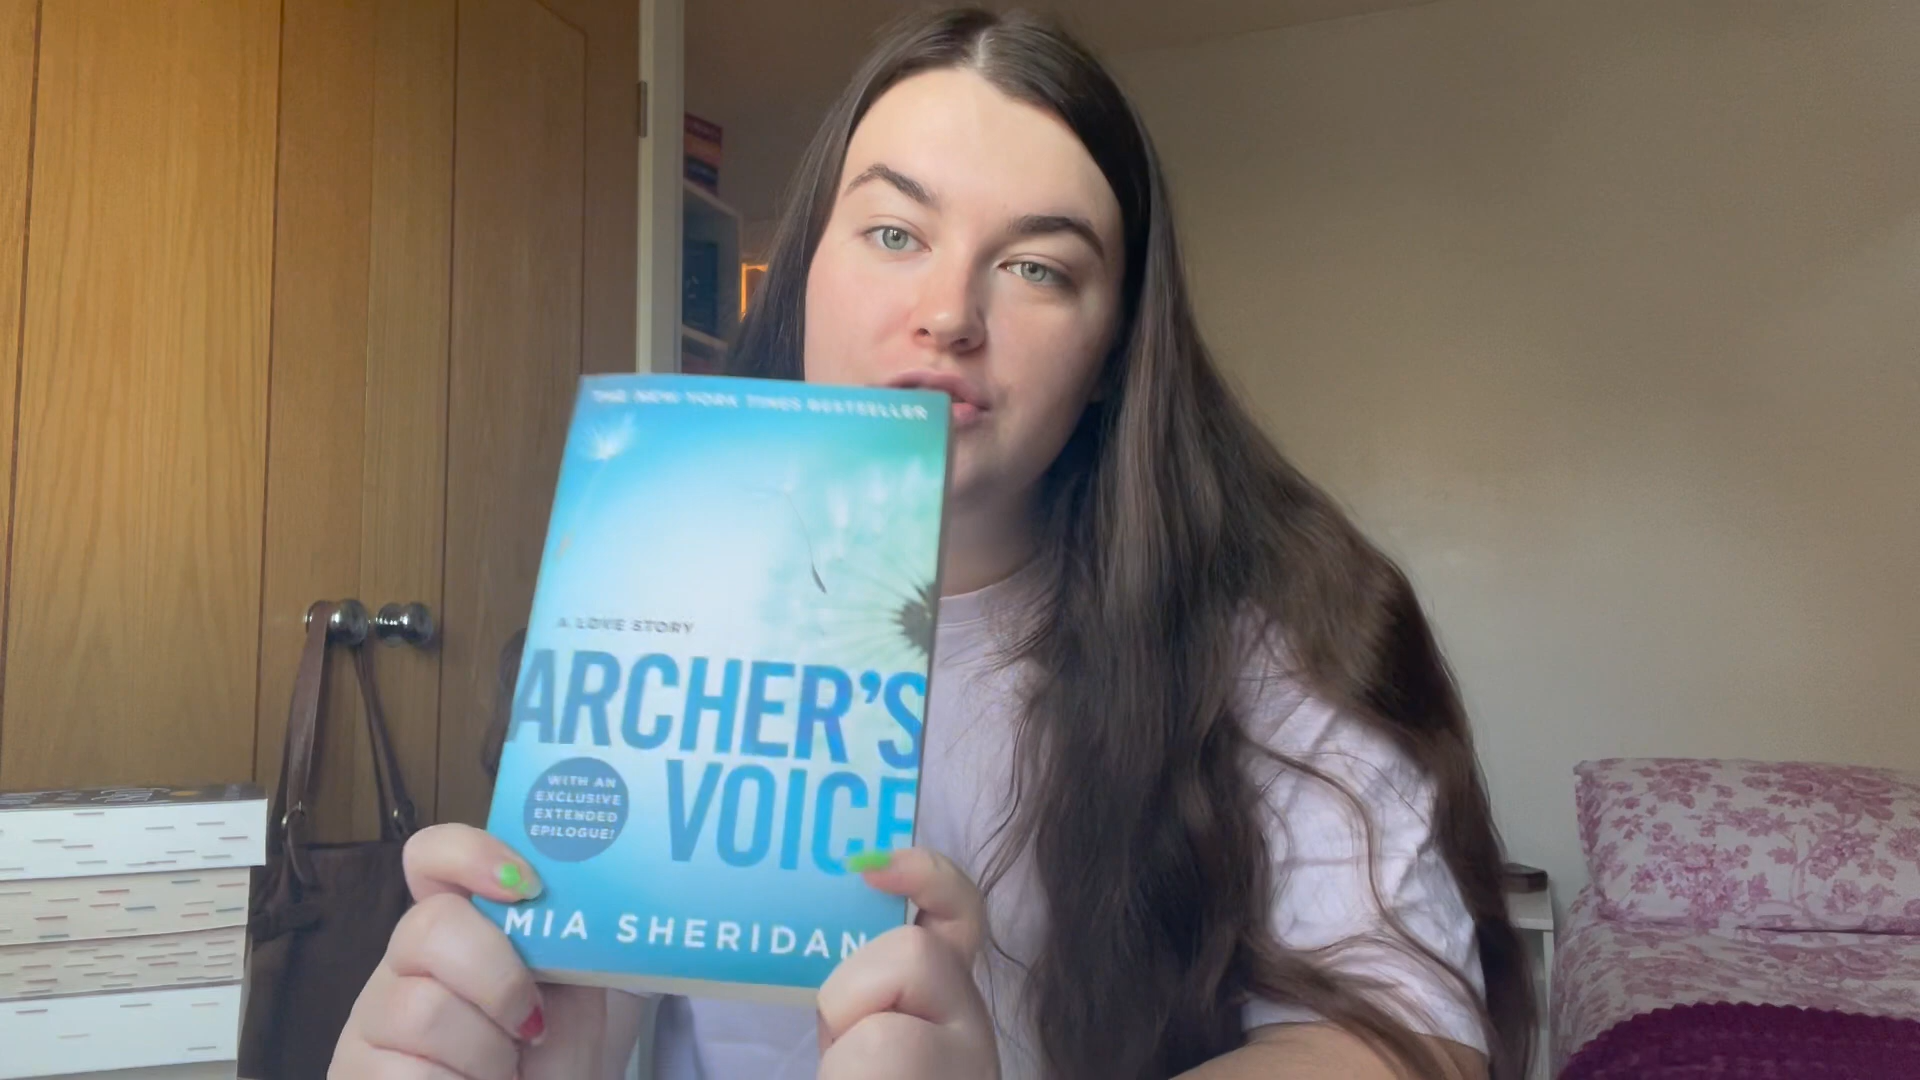 THE NEW YORK TIMES BESTSELLER
A LOVE STORY
ARCHER'S
VOICE
WITH AN
EXCLUSIVE
EXTENDED
EPILOGUE!
MIA SHERIDAN